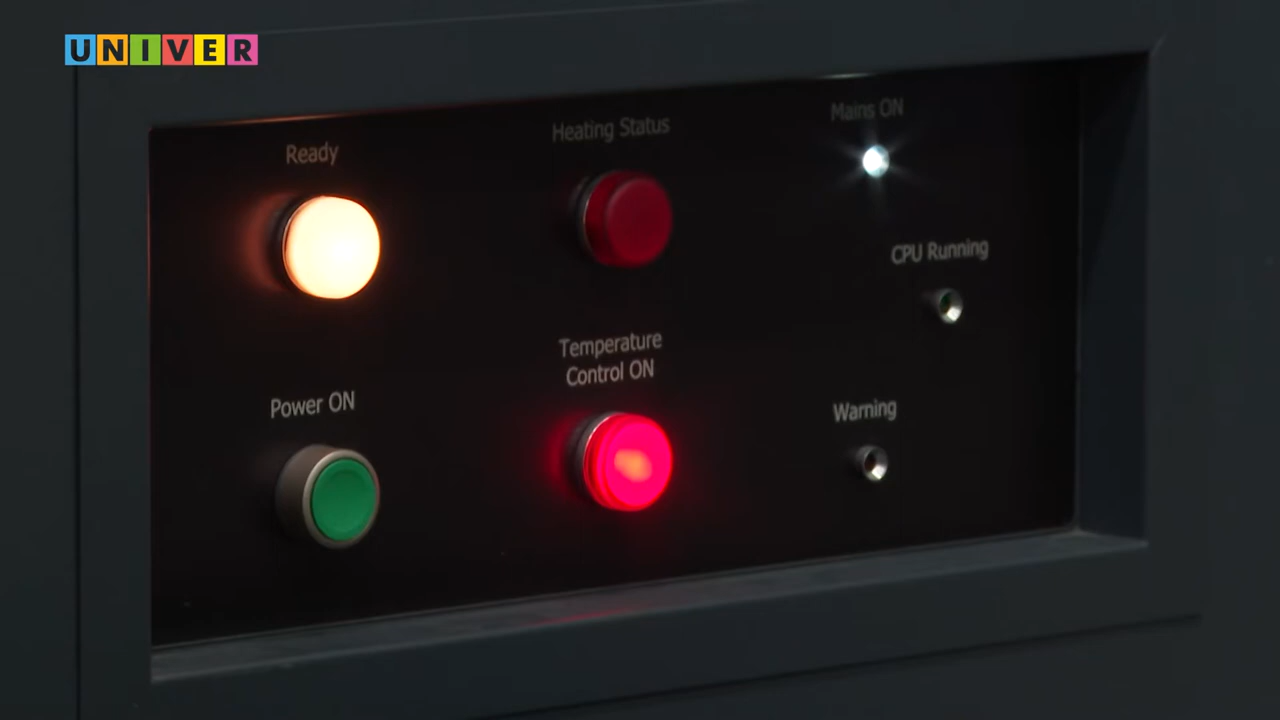 UNIVER
Ready
Heating Status
Mains ON
CPU Running
Temperature
Control ON
Power ON
Warning